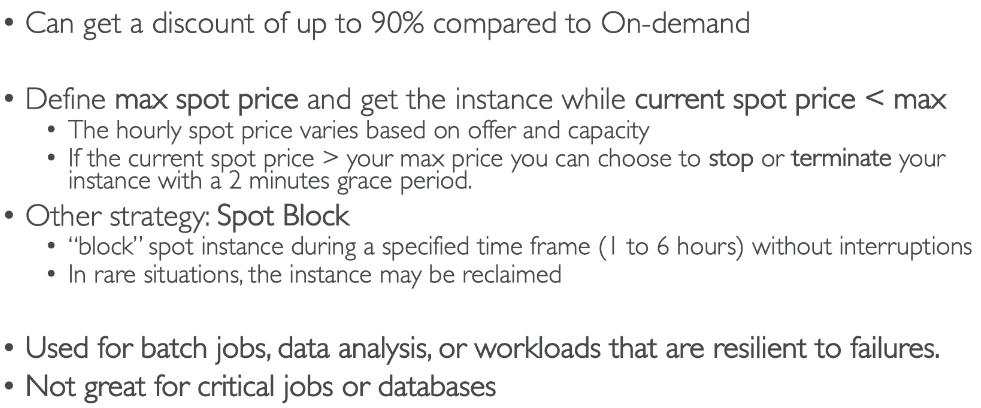 • Can get a discount of up to 90% compared to On-demand
• Define max spot price and get the instance while current spot price < max
• The hourly spot price varies based on offer and capacity
• If the current spot price > your max price you can choose to stop or terminate your
instance with a 2 minutes grace period.
• Other strategy: Spot Block
• “block” spot instance during a specified time frame (1 to 6 hours) without interruptions
• In rare situations, the instance may be reclaimed
• Used for batch jobs, data analysis, or workloads that are resilient to failures.
• Not great for critical jobs or databases